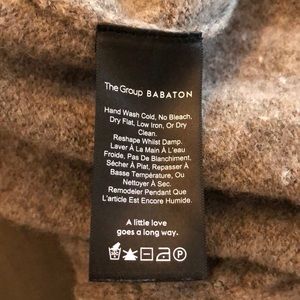 The Group BABATON
Hand Wash Cold, No Bleach,
Dry Flat, Low Iron, Or Dry
Clean.
Reshape Whilst Damp.
Laver À La Main À L'eau
Froide, Pas De Blanchiment,
Sécher À Plat, Repasser À
Basse Température, Ou
Nettoyer À Sec.
Remodeler Pendant Que
L'article Est Encore Humide.
A little love
goes a long way.
P